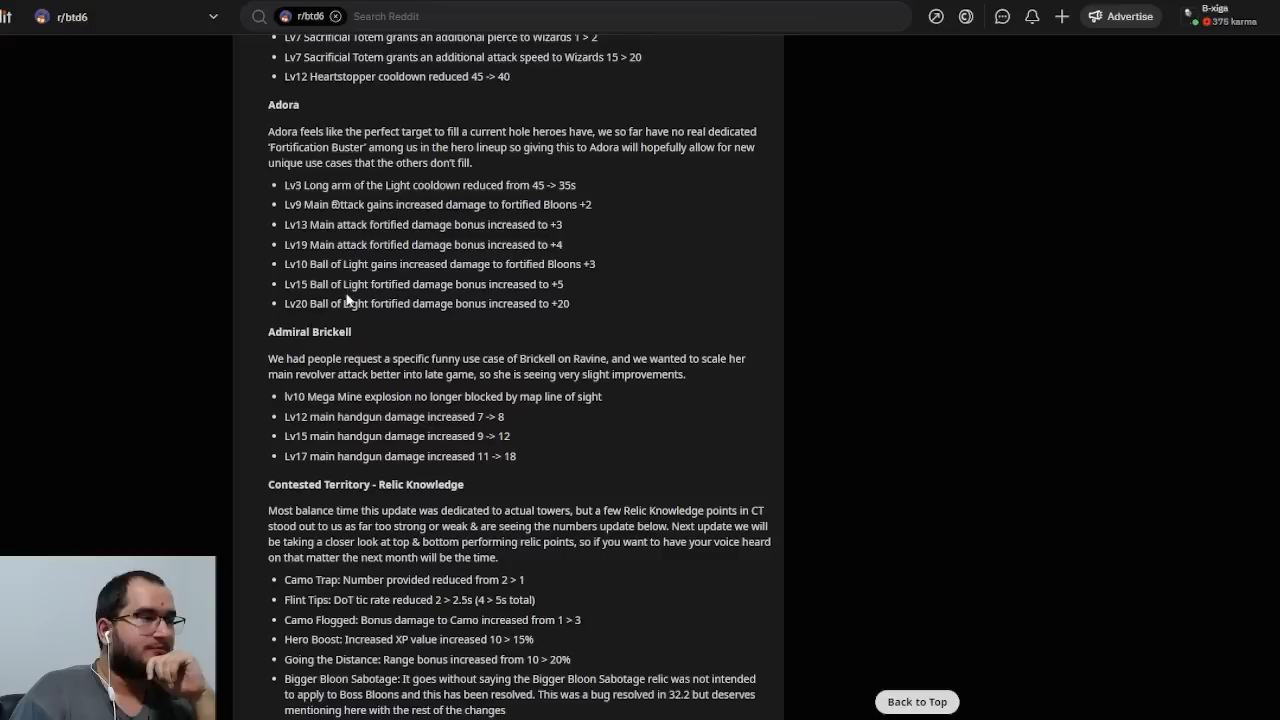 lit
r/btd6
r/btd6
Search Reddit
Advertise
B-xiga
375 karma
Lv7 Sacrificial Totem grants an additional pierce to Wizards 1 > 2
Lv7 Sacrificial Totem grants an additional attack speed to Wizards 15 > 20
Lv12 Heartstopper cooldown reduced 45 -> 40
Adora
Adora feels like the perfect target to fill a current hole heroes have, we so far have no real dedicated
'Fortification Buster' among us in the hero lineup so giving this to Adora will hopefully allow for new
unique use cases that the others don't fill.
Lv3 Long arm of the Light cooldown reduced from 45 -> 35s
Lv9 Main attack gains increased damage to fortified Bloons +2
Lv13 Main attack fortified damage bonus increased to +3
Lv19 Main attack fortified damage bonus increased to +4
Lv10 Ball of Light gains increased damage to fortified Bloons +3
Lv15 Ball of Light fortified damage bonus increased to +5
Lv20 Ball of Light fortified damage bonus increased to +20
Admiral Brickell
We had people request a specific funny use case of Brickell on Ravine, and we wanted to scale her
main revolver attack better into late game, so she is seeing very slight improvements.
lv10 Mega Mine explosion no longer blocked by map line of sight
Lv12 main handgun damage increased 7 -> 8
Lv15 main handgun damage increased 9 -> 12
Lv17 main handgun damage increased 11 -> 18
Contested Territory - Relic Knowledge
Most balance time this update was dedicated to actual towers, but a few Relic Knowledge points in CT
stood out to us as far too strong or weak & are seeing the numbers update below. Next update we will
be taking a closer look at top & bottom performing relic points, so if you want to have your voice heard
on that matter the next month will be the time.
Camo Trap: Number provided reduced from 2 > 1
Flint Tips: DoT tic rate reduced 2 > 2.5s (4 > 5s total)
Camo Flogged: Bonus damage to Camo increased from 1 > 3
Hero Boost: Increased XP value increased 10 > 15%
Going the Distance: Range bonus increased from 10 > 20%
Bigger Bloon Sabotage: It goes without saying the Bigger Bloon Sabotage relic was not intended
to apply to Boss Bloons and this has been resolved. This was a bug resolved in 32.2 but deserves
mentioning here with the rest of the changes
Back to Top